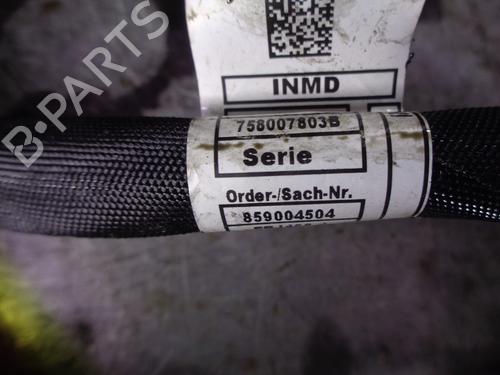 INMD
758007803B
Serie
Order-/Sach-Nr.
859004504
B-PARTS